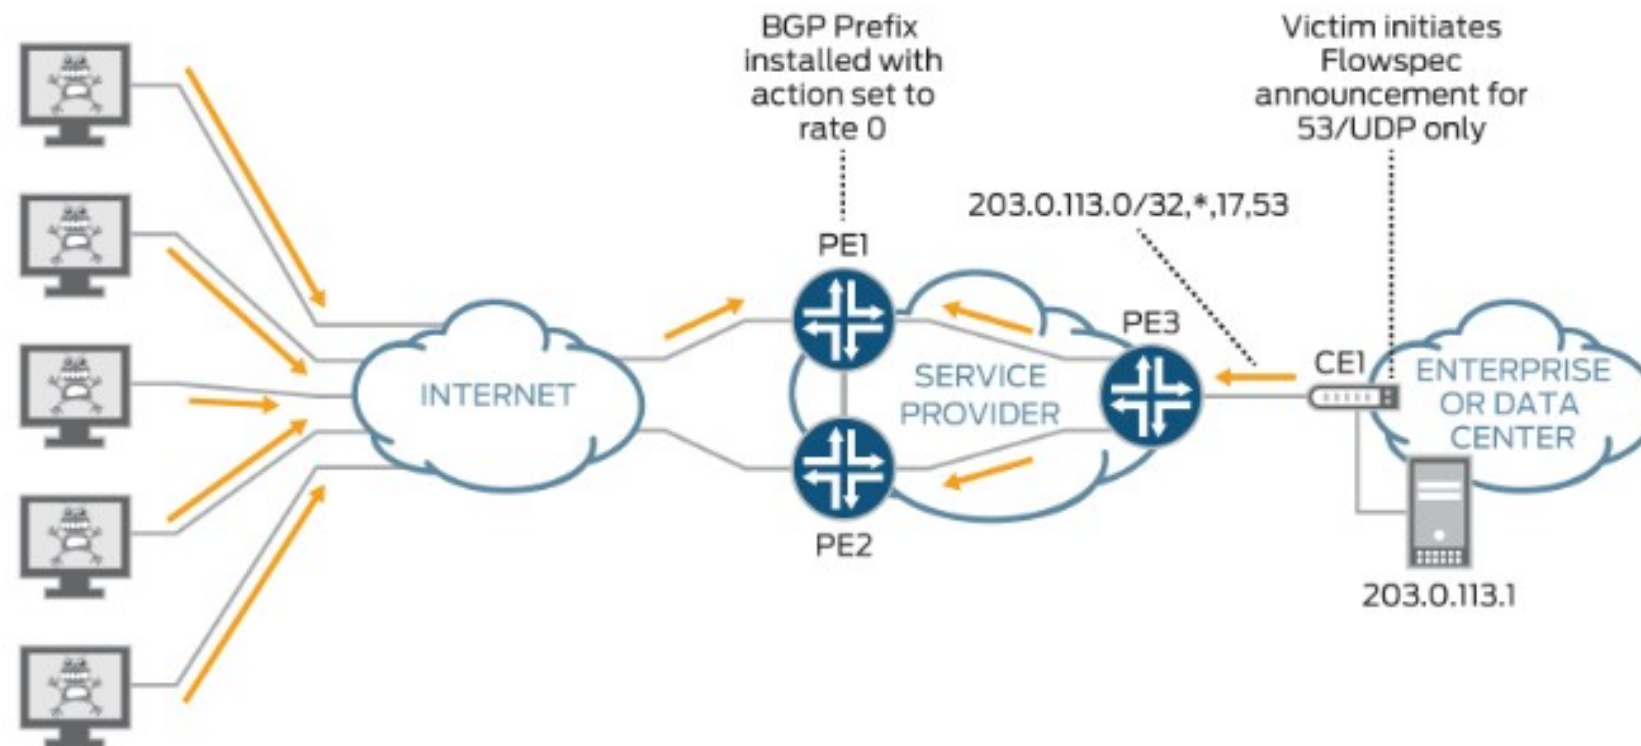 BGP Prefix
installed with
action set to
rate 0
Victim initiates
Flowspec
announcement for
53/UDP only
203.0.113.0/32,*,17,53
PE1
PE3
CE1
INTERNET
SERVICE
PROVIDER
ENTERPRISE
OR DATA
CENTER
PE2
203.0.113.1